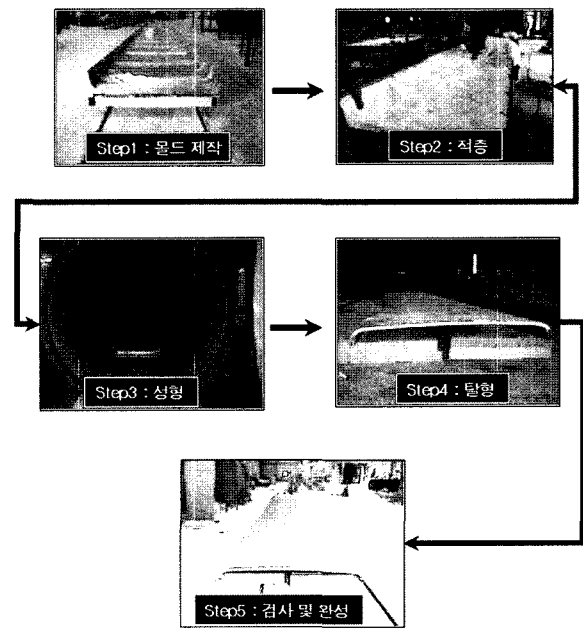 Step1 : 몰드 제작
Step2 : 적층
Step3 : 성형
Step4 : 탈형
Step5 : 검사 및 완성